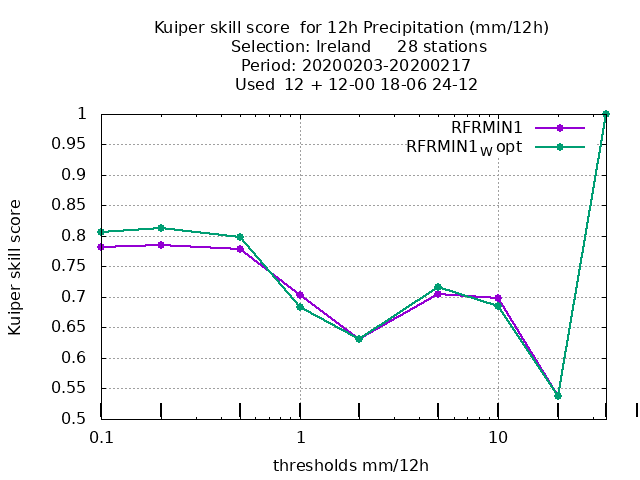 Kuiper skill score  for 12h Precipitation (mm/12h)
Selection: Ireland     28 stations
Period: 20200203-20200217
Used  12 + 12-00 18-06 24-12
RFRMIN1
RFRMIN1W opt
Kuiper skill score
1
0.95
0.9
0.85
0.8
0.75
0.7
0.65
0.6
0.55
0.5
0.1 1 10
thresholds mm/12h